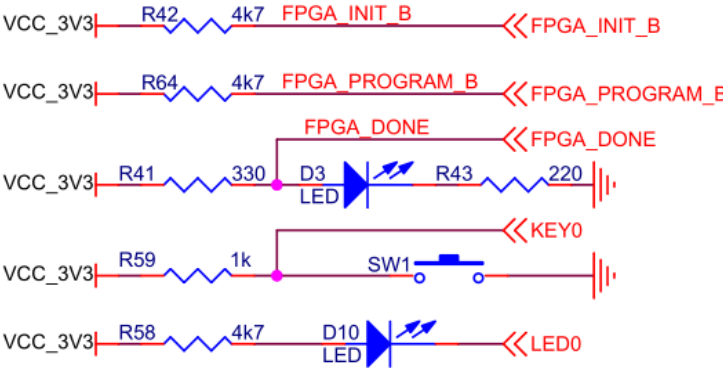 VCC_3V3 R42 4k7 FPGA_INIT_B FPGA_INIT_B
VCC_3V3 R64 4k7 FPGA_PROGRAM_B FPGA_PROGRAM_B
FPGA_DONE FPGA_DONE
VCC_3V3 R41 330 D3 LED R43 220
KEY0
VCC_3V3 R59 1k SW1
VCC_3V3 R58 4k7 D10 LED LED0